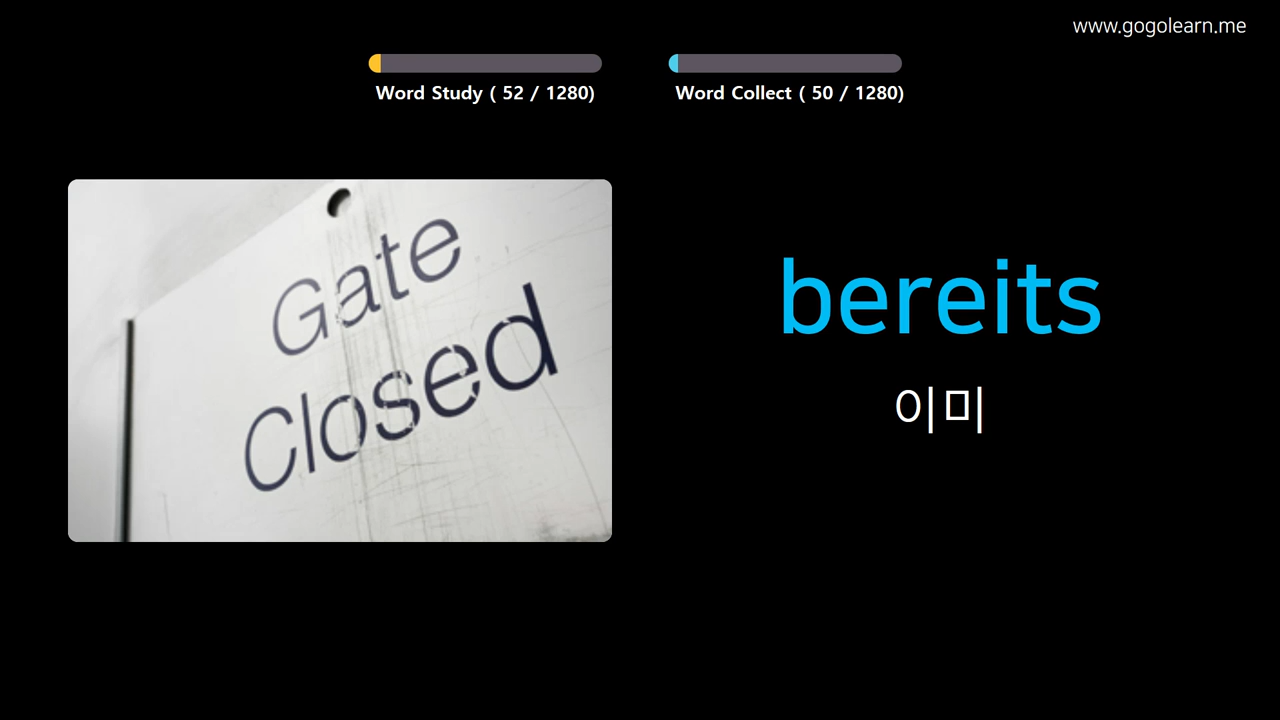 www.gogolearn.me
Word Study ( 52 / 1280)
Word Collect ( 50 / 1280)
Gate
Closed
bereits
이미